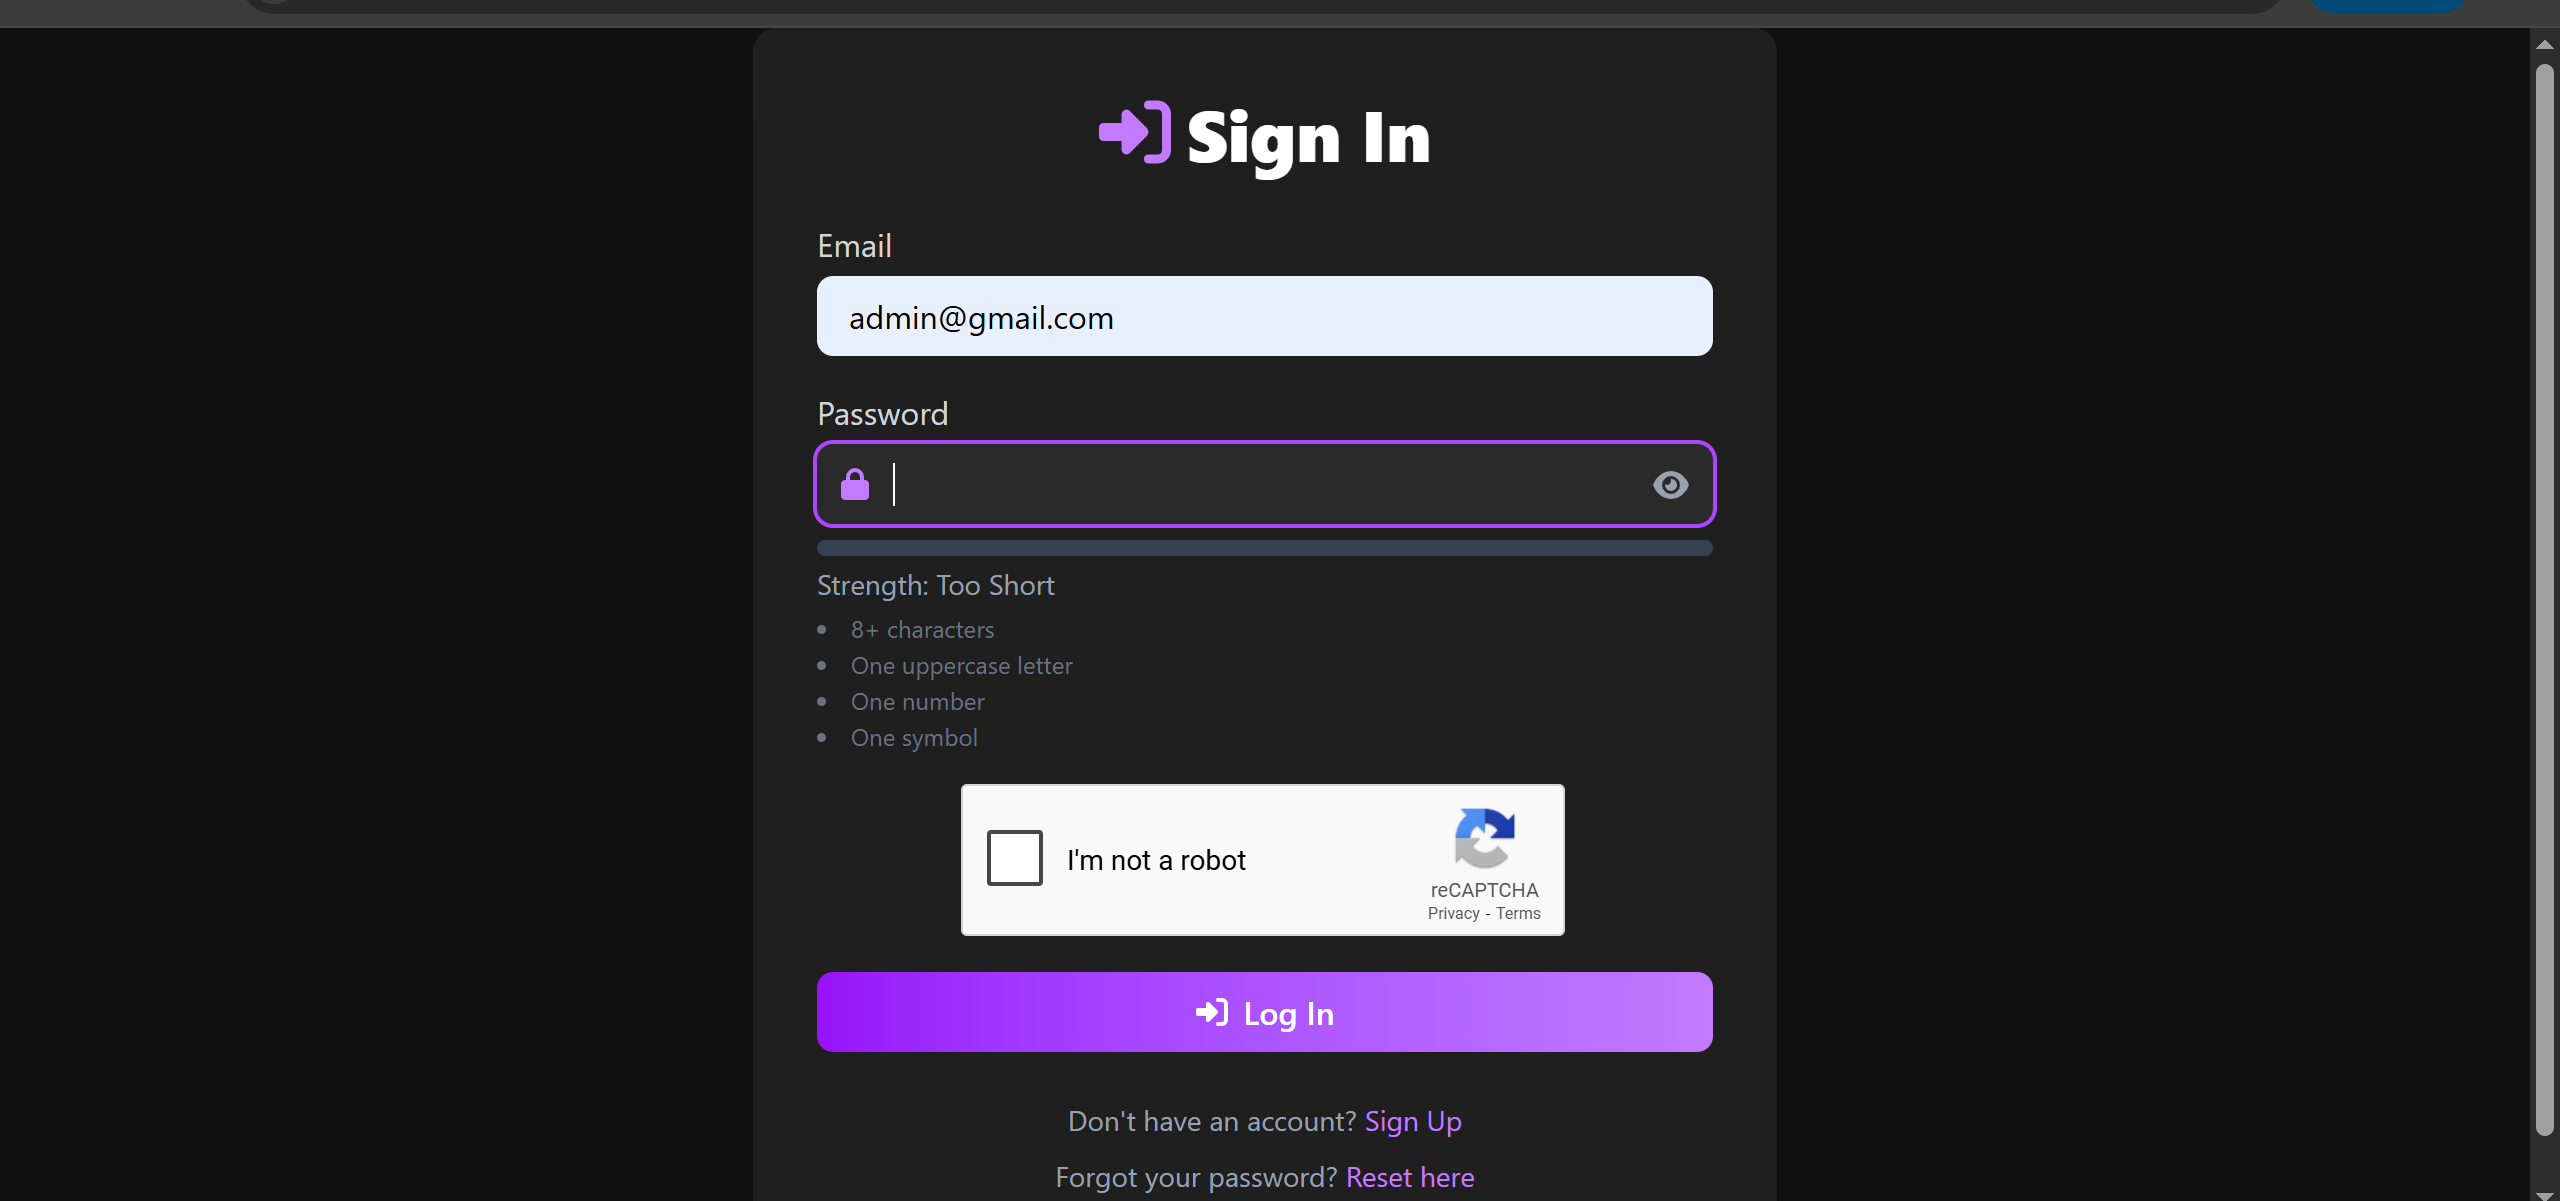 Sign In
Email
admin@gmail.com
Password
Strength: Too Short
8+ characters
One uppercase letter
One number
One symbol
I'm not a robot
reCAPTCHA
Privacy - Terms
Log In
Don't have an account? Sign Up
Forgot your password? Reset here